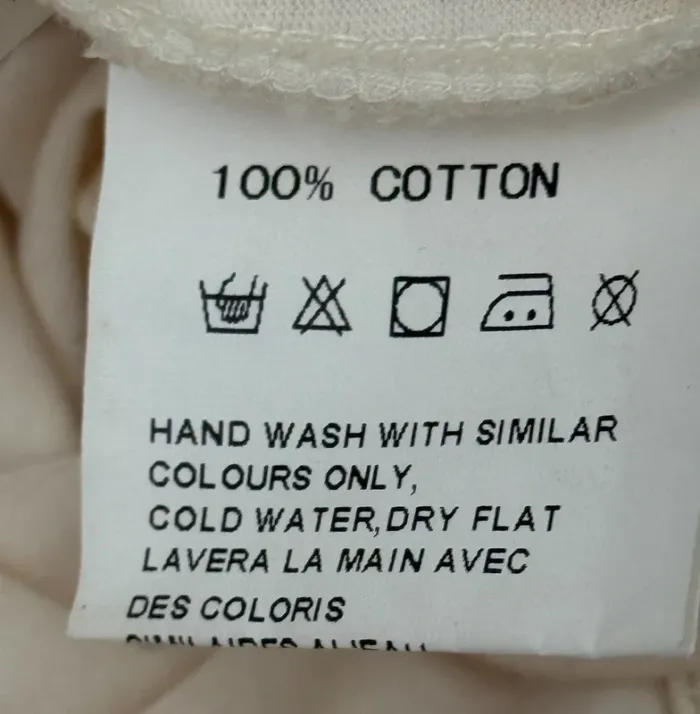 100% COTTON
HAND WASH WITH SIMILAR
COLOURS ONLY,
COLD WATER,DRY FLAT
LAVERA LA MAIN AVEC
DES COLORIS